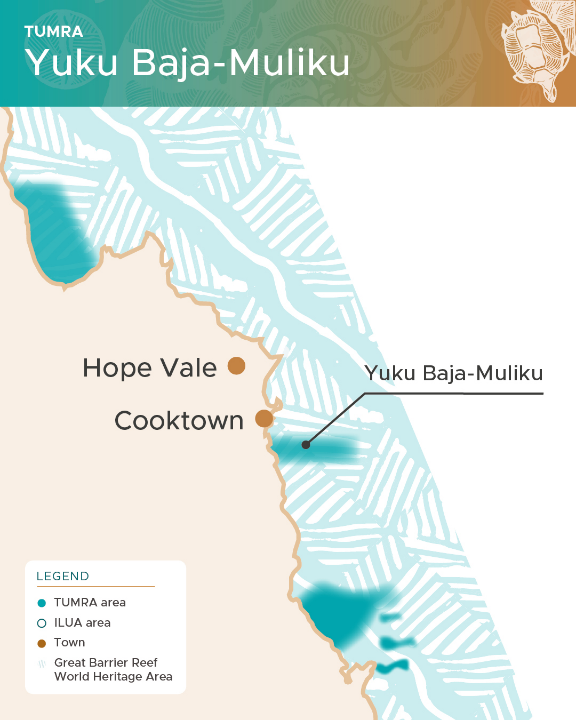 TUMRA
Yuku Baja-Muliku
Hope Vale
Yuku Baja-Muliku
Cooktown
LEGEND
TUMRA area
ILUA area
Town
Great Barrier Reef
World Heritage Area